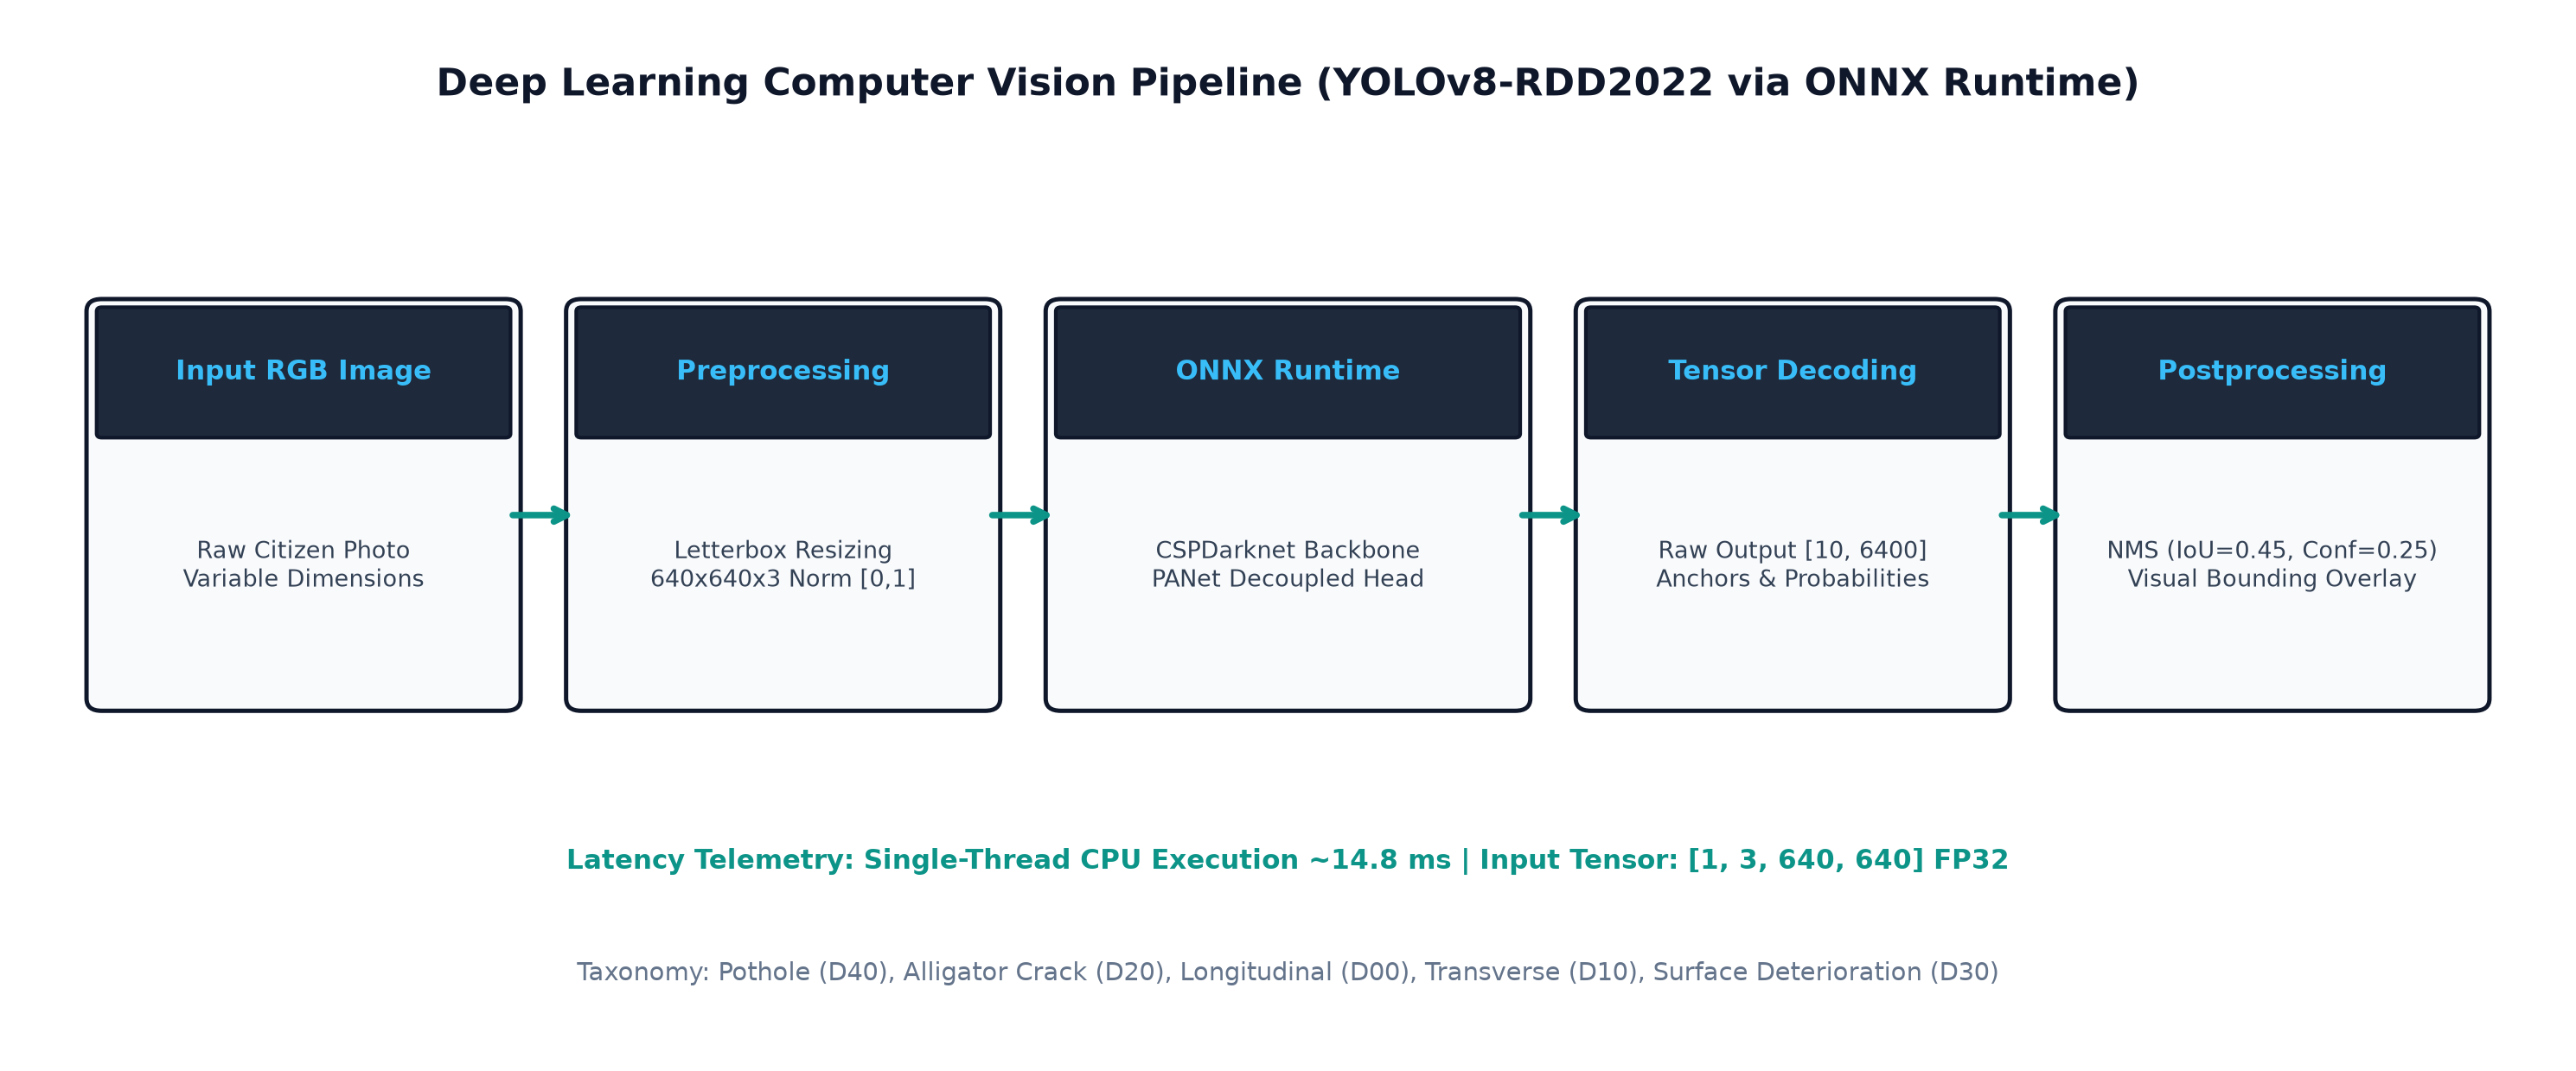 Deep Learning Computer Vision Pipeline (YOLOv8-RDD2022 via ONNX Runtime)
Input RGB Image
Raw Citizen Photo
Variable Dimensions
Preprocessing
Letterbox Resizing
640x640x3 Norm [0,1]
ONNX Runtime
CSPDarknet Backbone
PANet Decoupled Head
Tensor Decoding
Raw Output [10, 6400]
Anchors & Probabilities
Postprocessing
NMS (IoU=0.45, Conf=0.25)
Visual Bounding Overlay
Latency Telemetry: Single-Thread CPU Execution ~14.8 ms | Input Tensor: [1, 3, 640, 640] FP32
Taxonomy: Pothole (D40), Alligator Crack (D20), Longitudinal (D00), Transverse (D10), Surface Deterioration (D30)